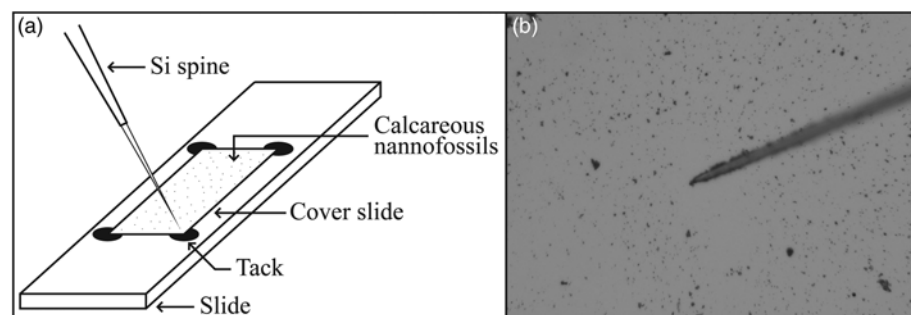 (a)
Si spine
Calcareous
nannofossils
Cover slide
Tack
Slide
(b)